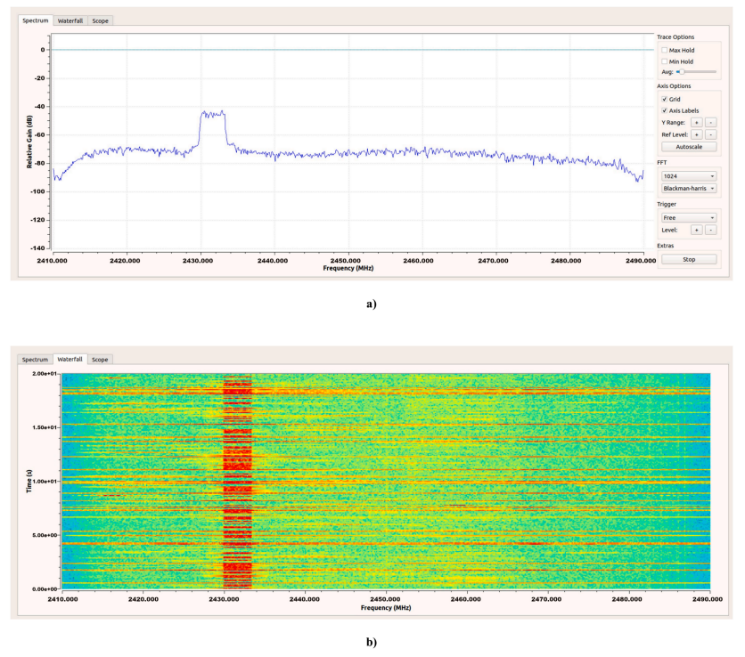 Spectrum Waterfall Scope
Trace Options
Max Hold
Min Hold
Avg:
Axis Options
Grid
Axis Labels
Y Range: + -
Ref Level: + -
Autoscale
FFT
1024
Blackman-harris
Trigger
Free
Level: + -
Extras
Stop
Relative Gain (dB)
0
-20
-40
-60
-80
-100
-120
-140
2410.000 2420.000 2430.000 2440.000 2450.000 2460.000 2470.000 2480.000 2490.000
Frequency (MHz)
a)
Spectrum Waterfall Scope
Time (s)
2.00e+01
1.00e+01
1.00e+01
5.00e+00
0.00e+00
2410.000 2420.000 2430.000 2440.000 2450.000 2460.000 2470.000 2480.000 2490.000
Frequency (MHz)
b)